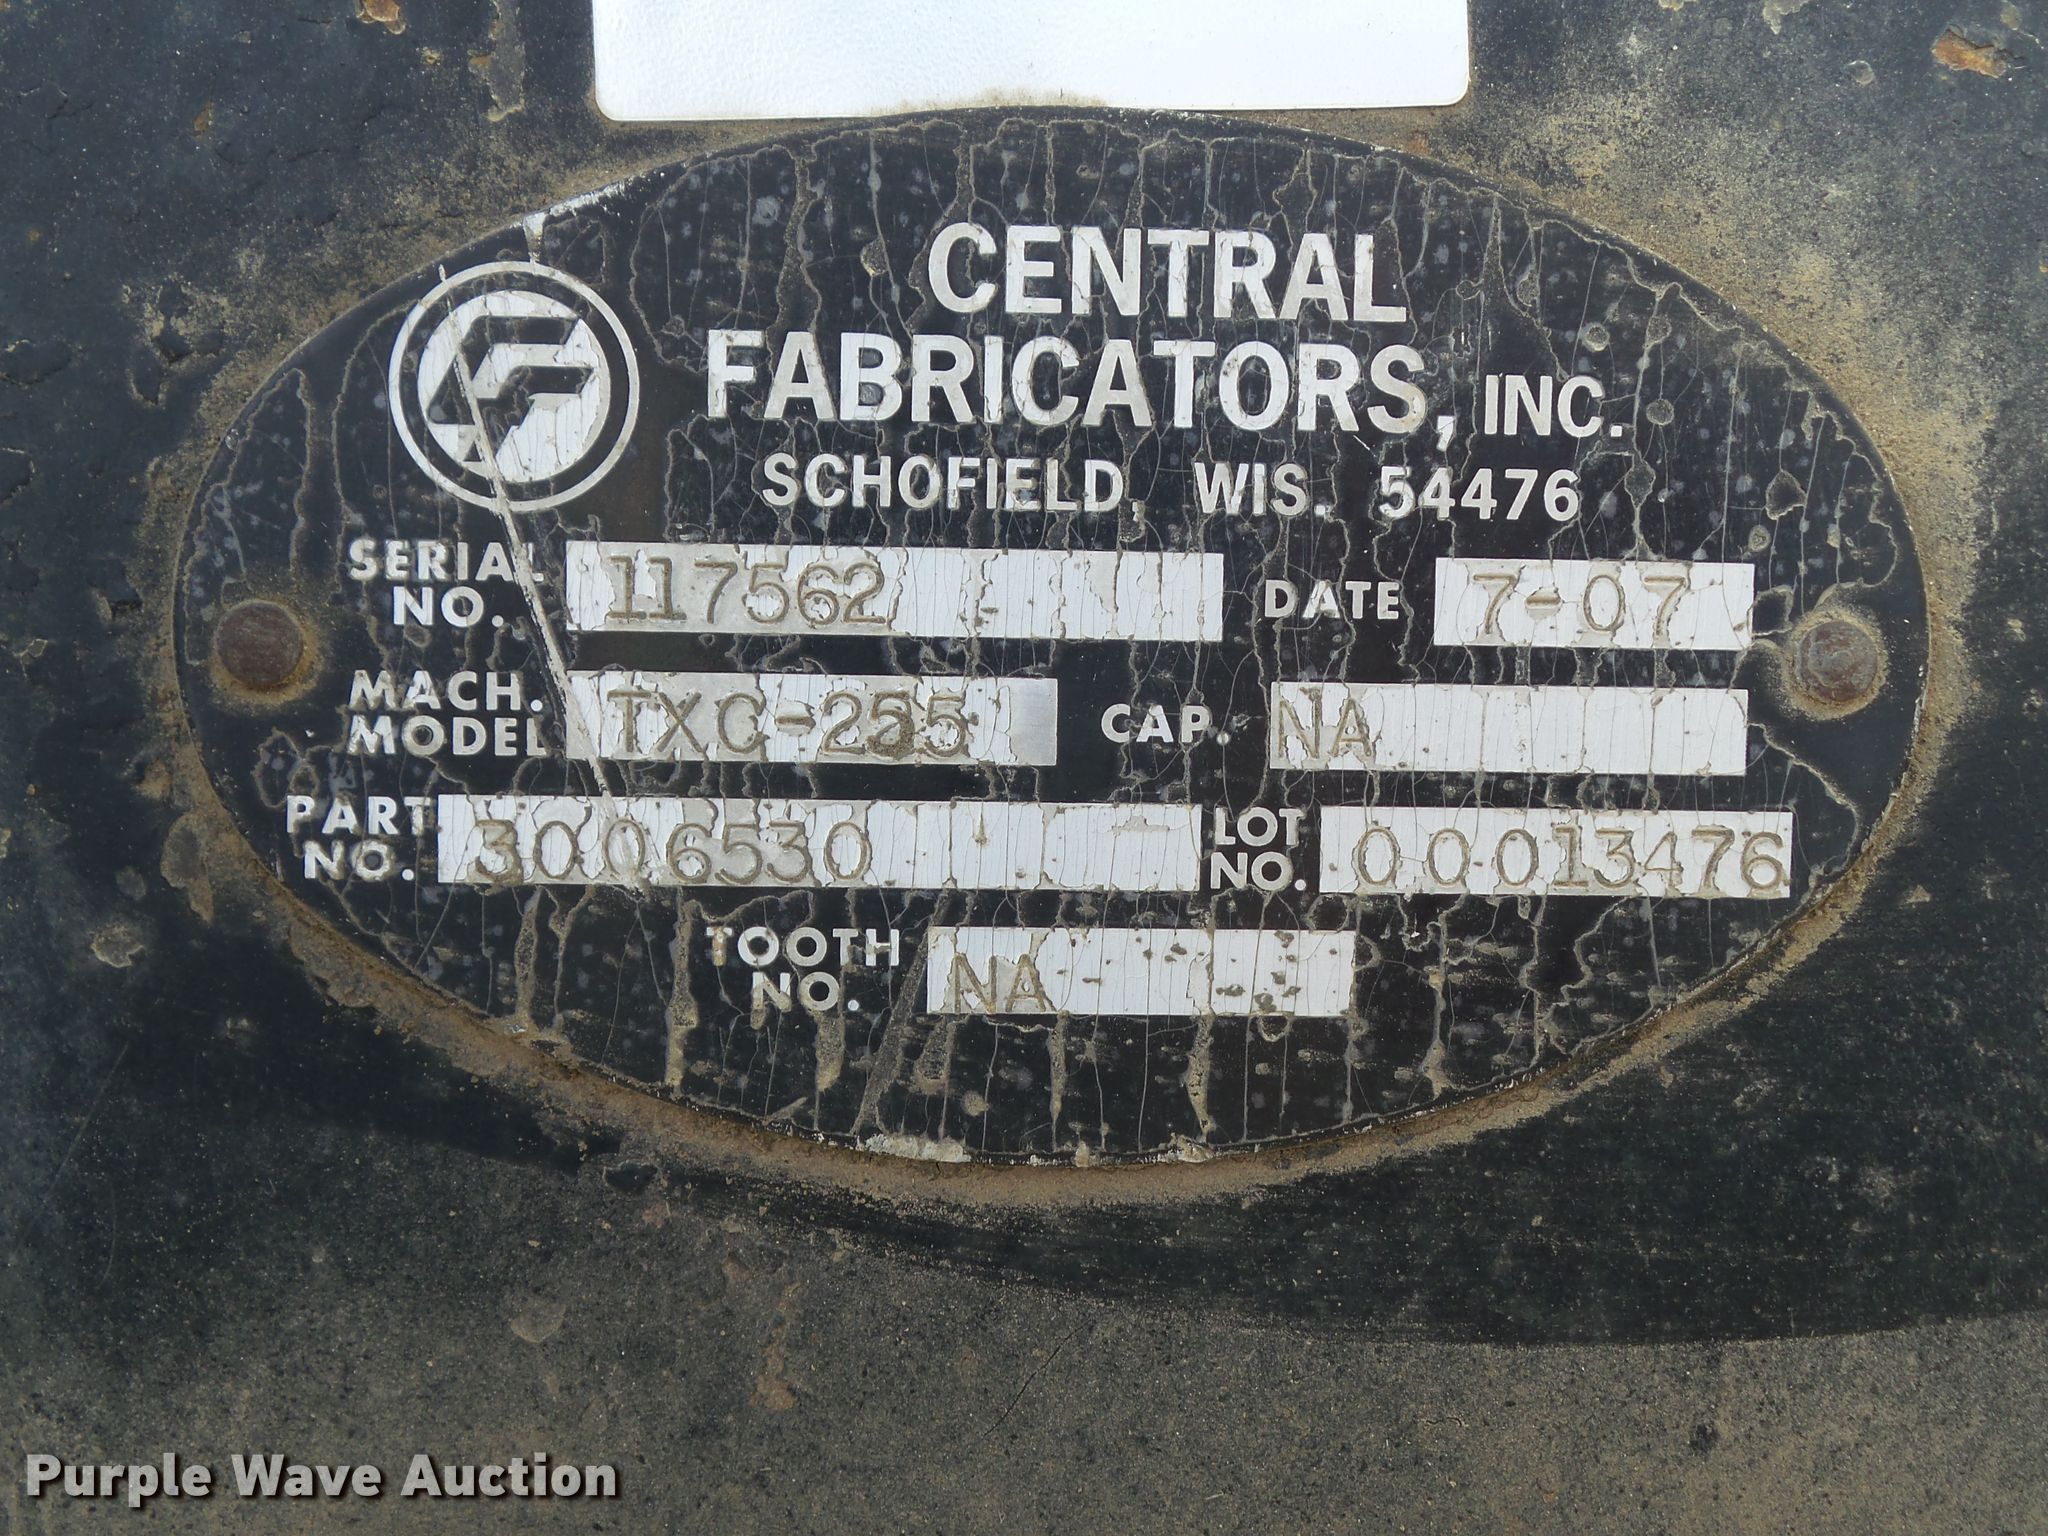 CENTRAL
FABRICATORS, INC.
SCHOFIELD, WIS. 54476
SERIAL NO. 117562 DATE 7-07
MACH. MODEL TXC-255 CAP. NA
PART NO. 3006530 LOT NO. 00013476
TOOTH NO. NA
Purple Wave Auction